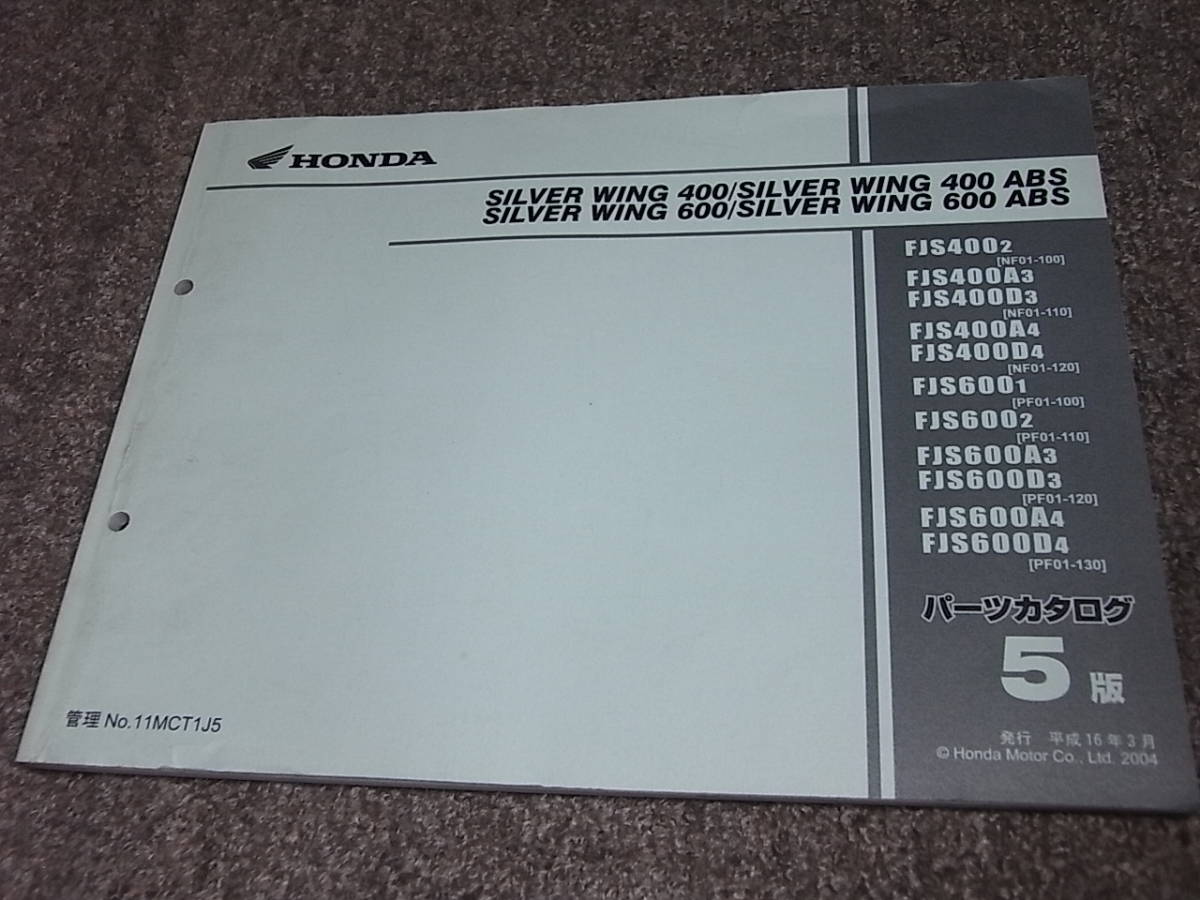 HONDA
SILVER WING 400/SILVER WING 400 ABS
SILVER WING 600/SILVER WING 600 ABS
FJS4002
[NF01-100]
FJS400A3
FJS400D3
[NF01-110]
FJS400A4
FJS400D4
[NF01-120]
FJS6001
[PF01-100]
FJS6002
[PF01-110]
FJS600A3
FJS600D3
[PF01-120]
FJS600A4
FJS600D4
[PF01-130]
パーツカタログ
5版
管理 No.11MCT1J5
発行 平成16年3月
© Honda Motor Co., Ltd. 2004